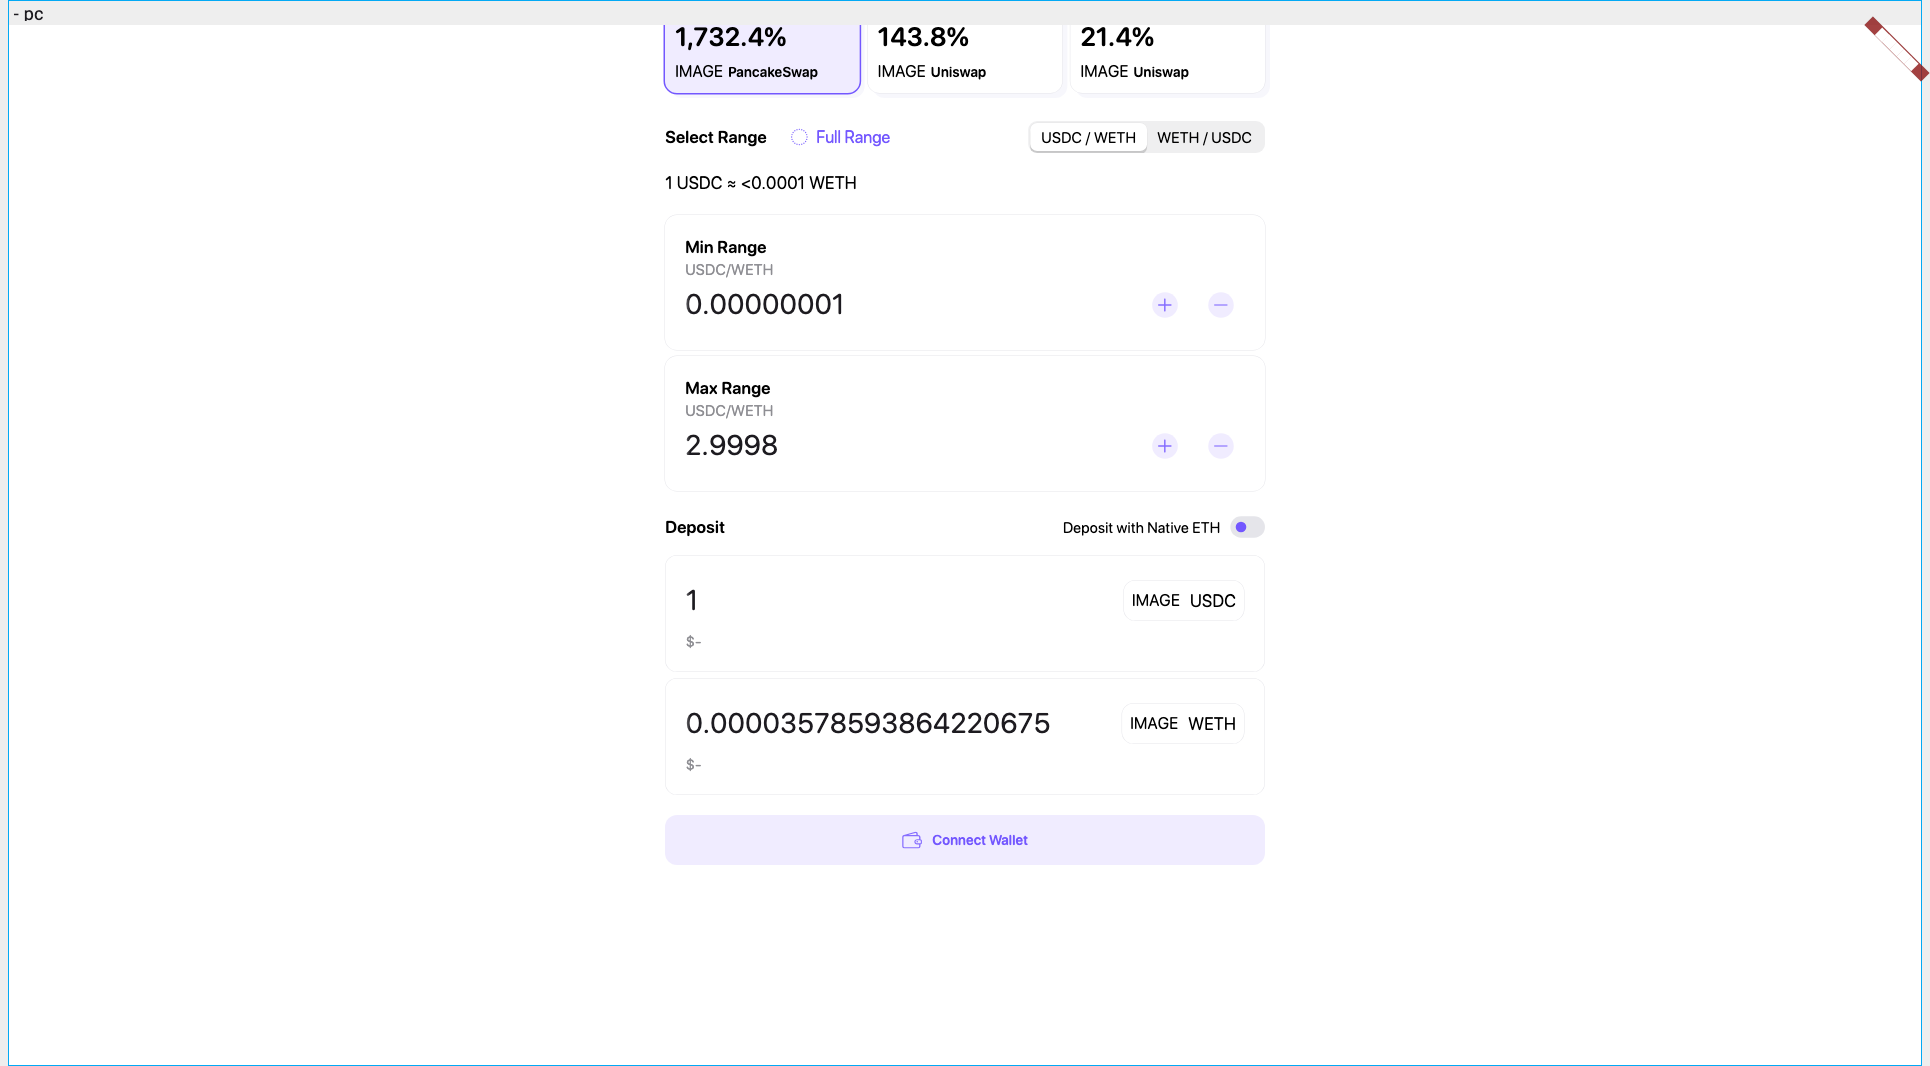 - pc
1,732.4% 143.8% 21.4%
IMAGE PancakeSwap IMAGE Uniswap IMAGE Uniswap
Select Range Full Range USDC / WETH WETH / USDC
1 USDC ≈ <0.0001 WETH
Min Range
USDC/WETH
0.00000001
Max Range
USDC/WETH
2.9998
Deposit Deposit with Native ETH
1 IMAGE USDC
$-
0.00003578593864220675 IMAGE WETH
$-
Connect Wallet